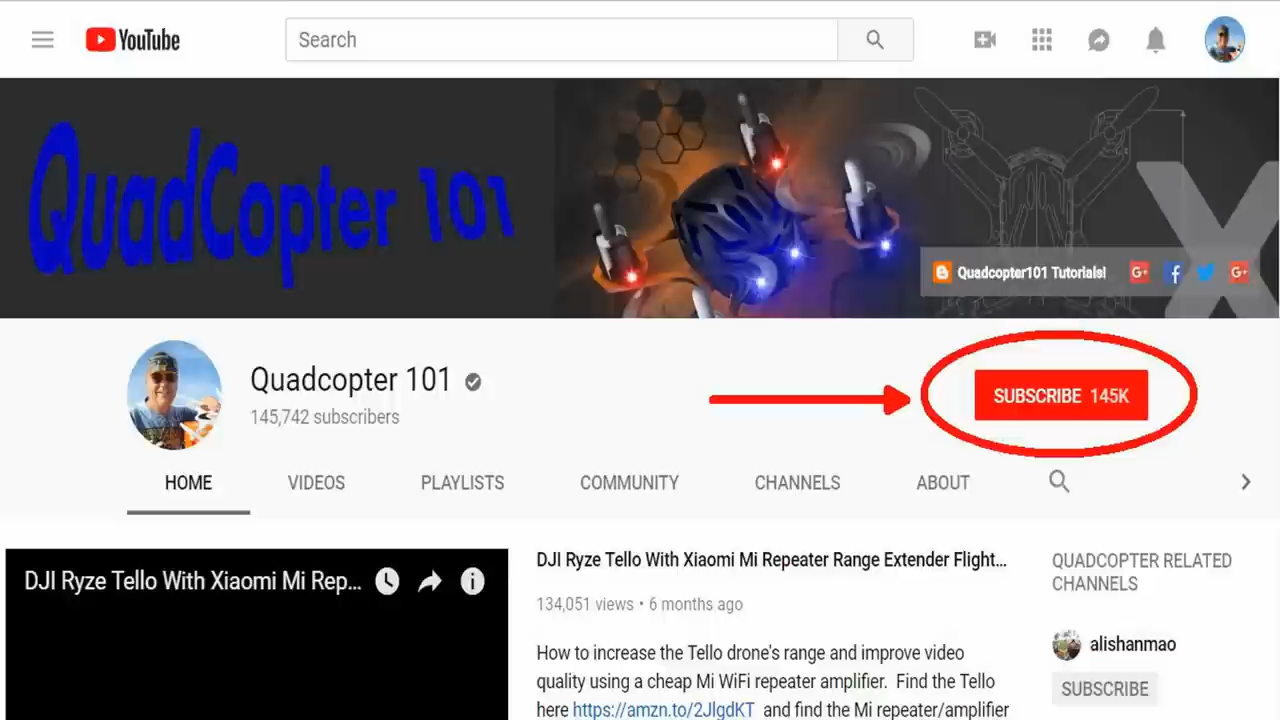 YouTube
Search
QuadCopter 101
Quadcopter101 Tutorials!
G+
G+
X
Quadcopter 101
145,742 subscribers
SUBSCRIBE 145K
HOME VIDEOS PLAYLISTS COMMUNITY CHANNELS ABOUT
DJI Ryze Tello With Xiaomi Mi Rep...
DJI Ryze Tello With Xiaomi Mi Repeater Range Extender Flight...
134,051 views • 6 months ago
How to increase the Tello drone's range and improve video
quality using a cheap Mi WiFi repeater amplifier. Find the Tello
here https://amzn.to/2JlgdKT and find the Mi repeater/amplifier
QUADCOPTER RELATED
CHANNELS
alishanmao
SUBSCRIBE